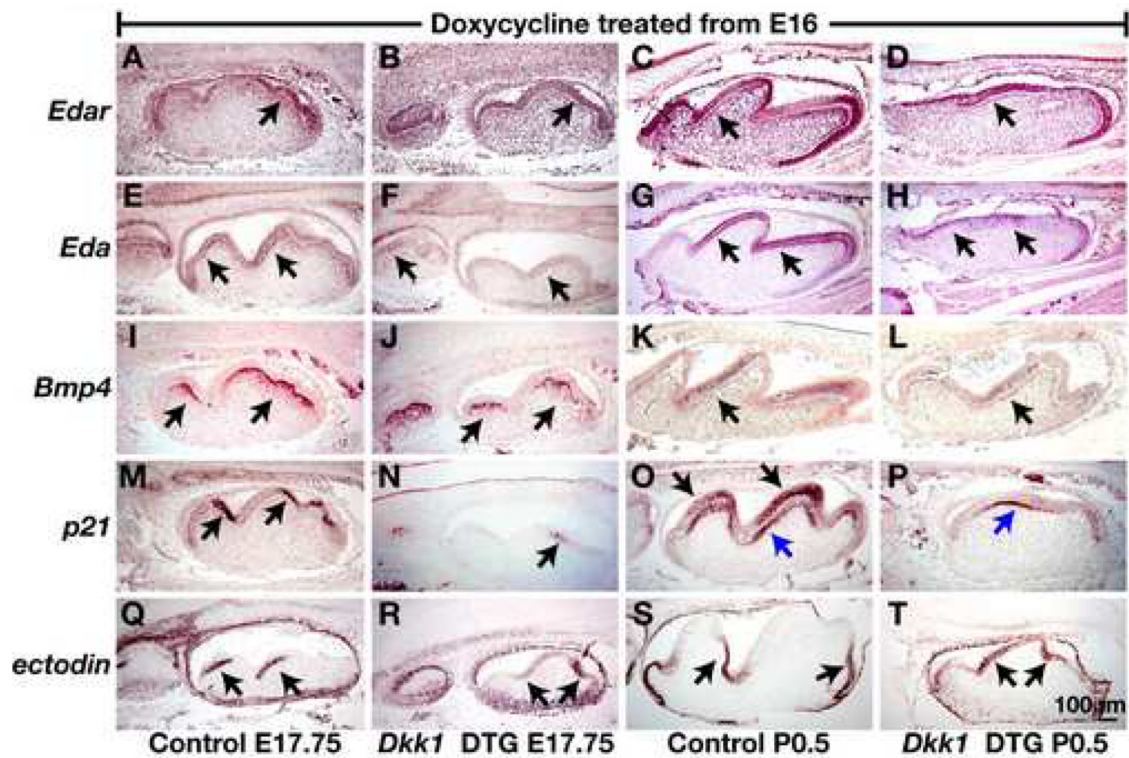 Doxycycline treated from E16
A B C D
Edar
E F G H
Eda
I J K L
Bmp4
M N O P
p21
Q R S T
ectodin
100μm
Control E17.75 Dkk1 DTG E17.75 Control P0.5 Dkk1 DTG P0.5